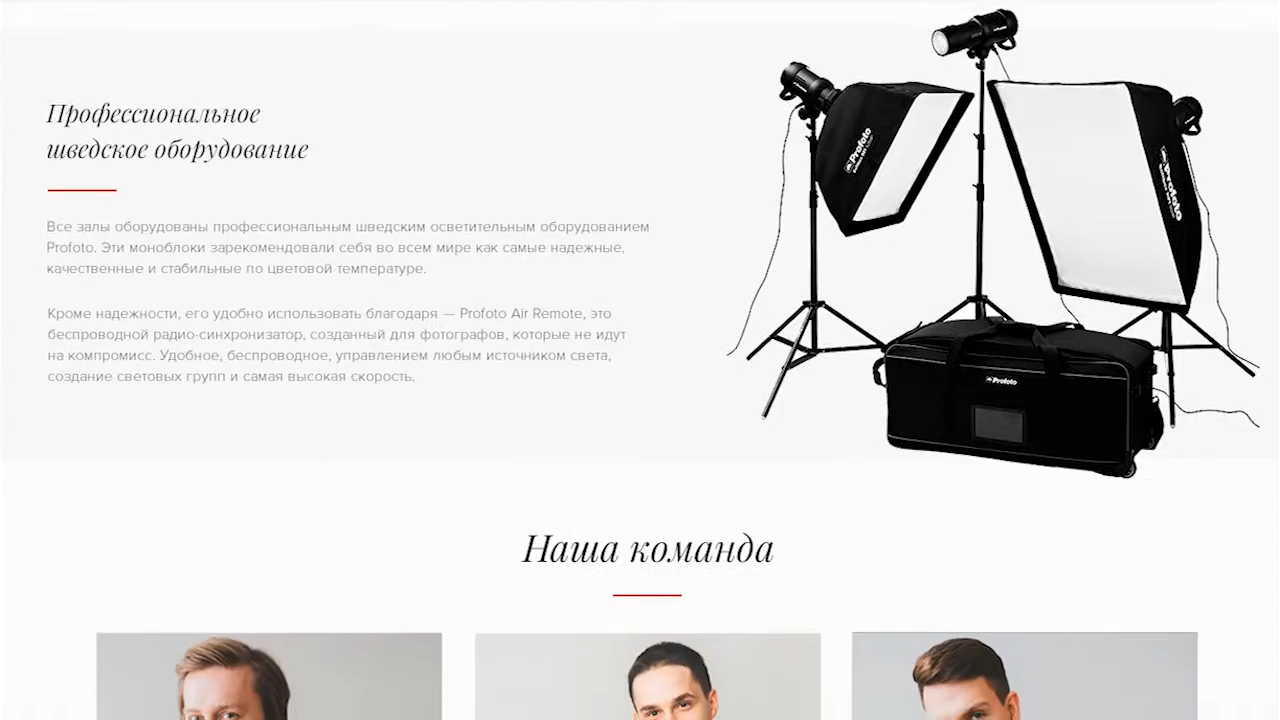 Профессиональное
шведское оборудование
Все залы оборудованы профессиональным шведским осветительным оборудованием
Profoto. Эти моноблоки зарекомендовали себя во всем мире как самые надежные,
качественные и стабильные по цветовой температуре.
Кроме надежности, его удобно использовать благодаря — Profoto Air Remote, это
беспроводной радио-синхронизатор, созданный для фотографов, которые не идут
на компромисс. Удобное, беспроводное, управлением любым источником света,
создание световых групп и самая высокая скорость.
Profoto
Profoto
Profoto
Наша команда